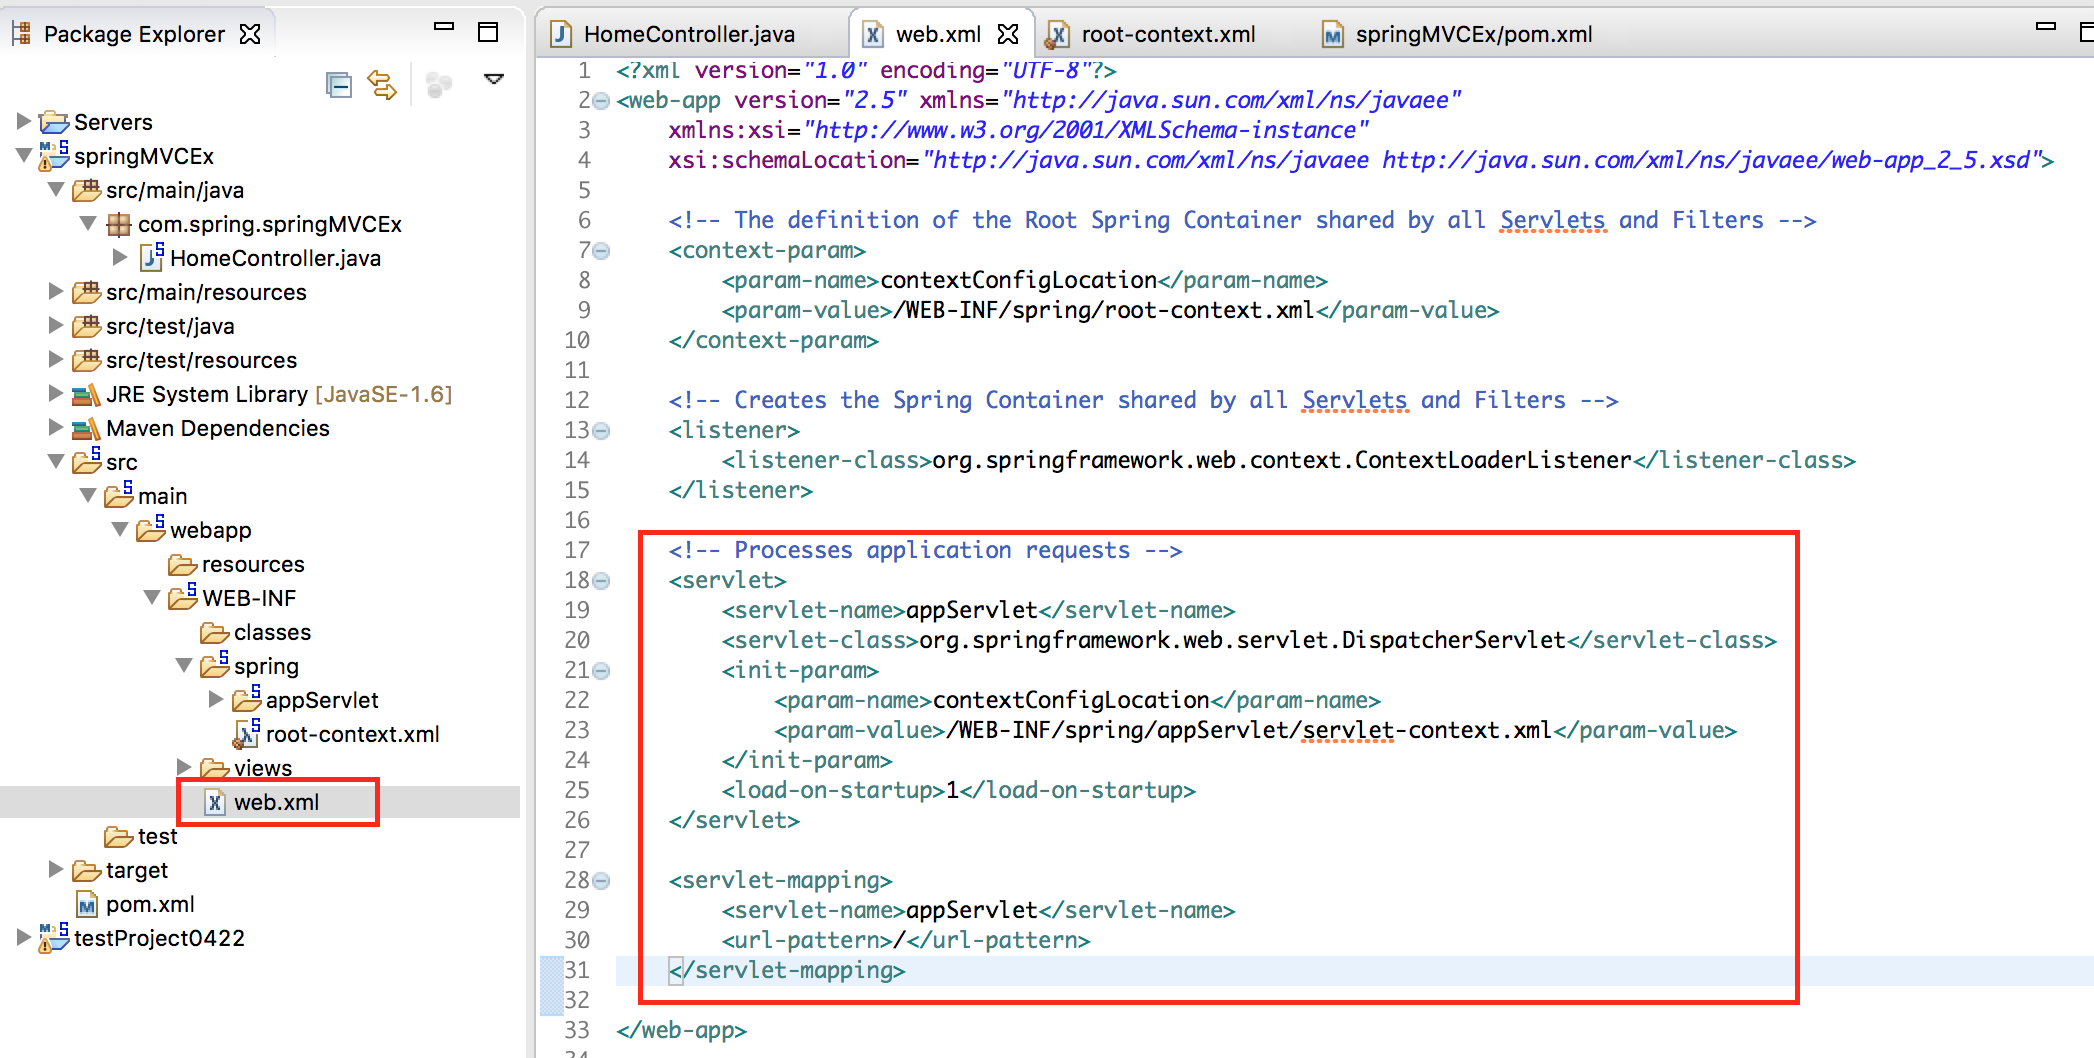 Package Explorer
Servers
springMVCEx
src/main/java
com.spring.springMVCEx
HomeController.java
src/main/resources
src/test/java
src/test/resources
JRE System Library [JavaSE-1.6]
Maven Dependencies
src
main
webapp
resources
WEB-INF
classes
spring
appServlet
root-context.xml
views
web.xml
test
target
pom.xml
testProject0422
HomeController.java web.xml root-context.xml springMVCEx/pom.xml
1 <?xml version="1.0" encoding="UTF-8"?>
2 <web-app version="2.5" xmlns="http://java.sun.com/xml/ns/javaee"
3 xmlns:xsi="http://www.w3.org/2001/XMLSchema-instance"
4 xsi:schemaLocation="http://java.sun.com/xml/ns/javaee http://java.sun.com/xml/ns/javaee/web-app_2_5.xsd">
5
6 <!-- The definition of the Root Spring Container shared by all Servlets and Filters -->
7 <context-param>
8 <param-name>contextConfigLocation</param-name>
9 <param-value>/WEB-INF/spring/root-context.xml</param-value>
10 </context-param>
11
12 <!-- Creates the Spring Container shared by all Servlets and Filters -->
13 <listener>
14 <listener-class>org.springframework.web.context.ContextLoaderListener</listener-class>
15 </listener>
16
17 <!-- Processes application requests -->
18 <servlet>
19 <servlet-name>appServlet</servlet-name>
20 <servlet-class>org.springframework.web.servlet.DispatcherServlet</servlet-class>
21 <init-param>
22 <param-name>contextConfigLocation</param-name>
23 <param-value>/WEB-INF/spring/appServlet/servlet-context.xml</param-value>
24 </init-param>
25 <load-on-startup>1</load-on-startup>
26 </servlet>
27
28 <servlet-mapping>
29 <servlet-name>appServlet</servlet-name>
30 <url-pattern>/</url-pattern>
31 </servlet-mapping>
32
33 </web-app>
34